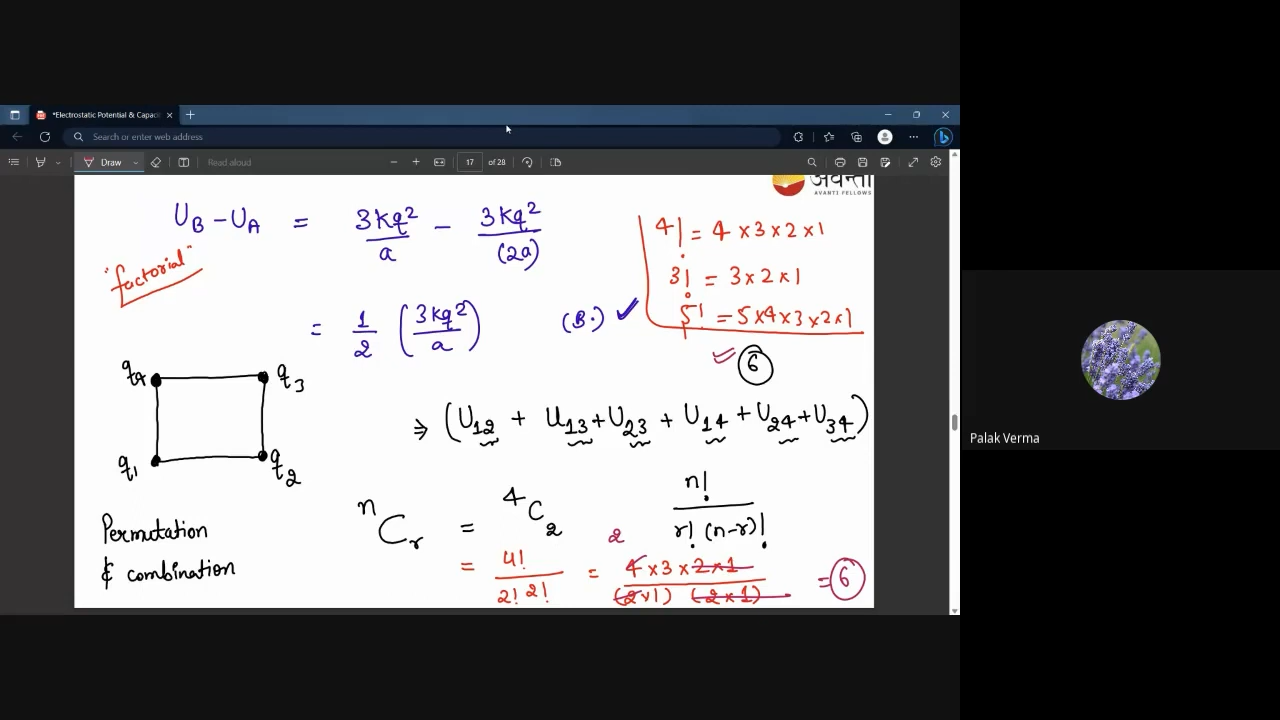 *Electrostatic Potential & Capaci
Search or enter web address
Draw
Read aloud
17 of 28
अवन्ती
AVANTI FELLOWS
U_B - U_A = 3kq²/a - 3kq²/(2a)
"factorial"
4! = 4 × 3 × 2 × 1
3! = 3 × 2 × 1
5! = 5 × 4 × 3 × 2 × 1
= 1/2 (3kq²/a) (B.) ✓
6
q4 q3
q1 q2
⇒ (U12 + U13 + U23 + U14 + U24 + U34)
Permutation
& combination
nCr = 4C2 n!/r!(n-r)!
= 4!/2! 2! = 4 × 3 × 2 × 1/(2×1) (2×1) = 6
2
Palak Verma